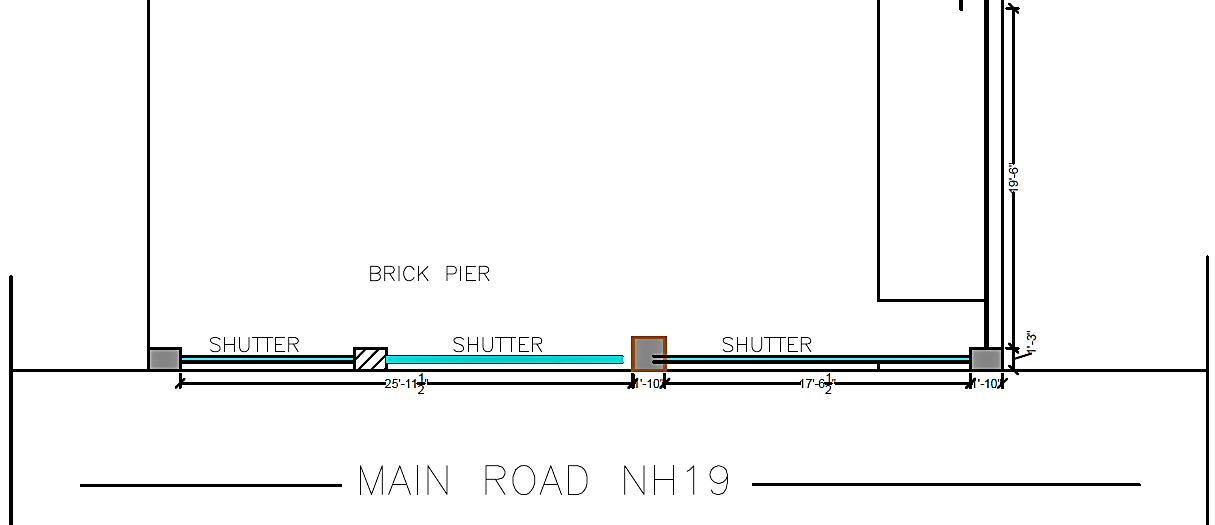 19'-6"
BRICK PIER
SHUTTER SHUTTER SHUTTER
1'-3"
25'-11 1/2" 1'-10" 17'-6 1/2" 1'-10"
MAIN ROAD NH19